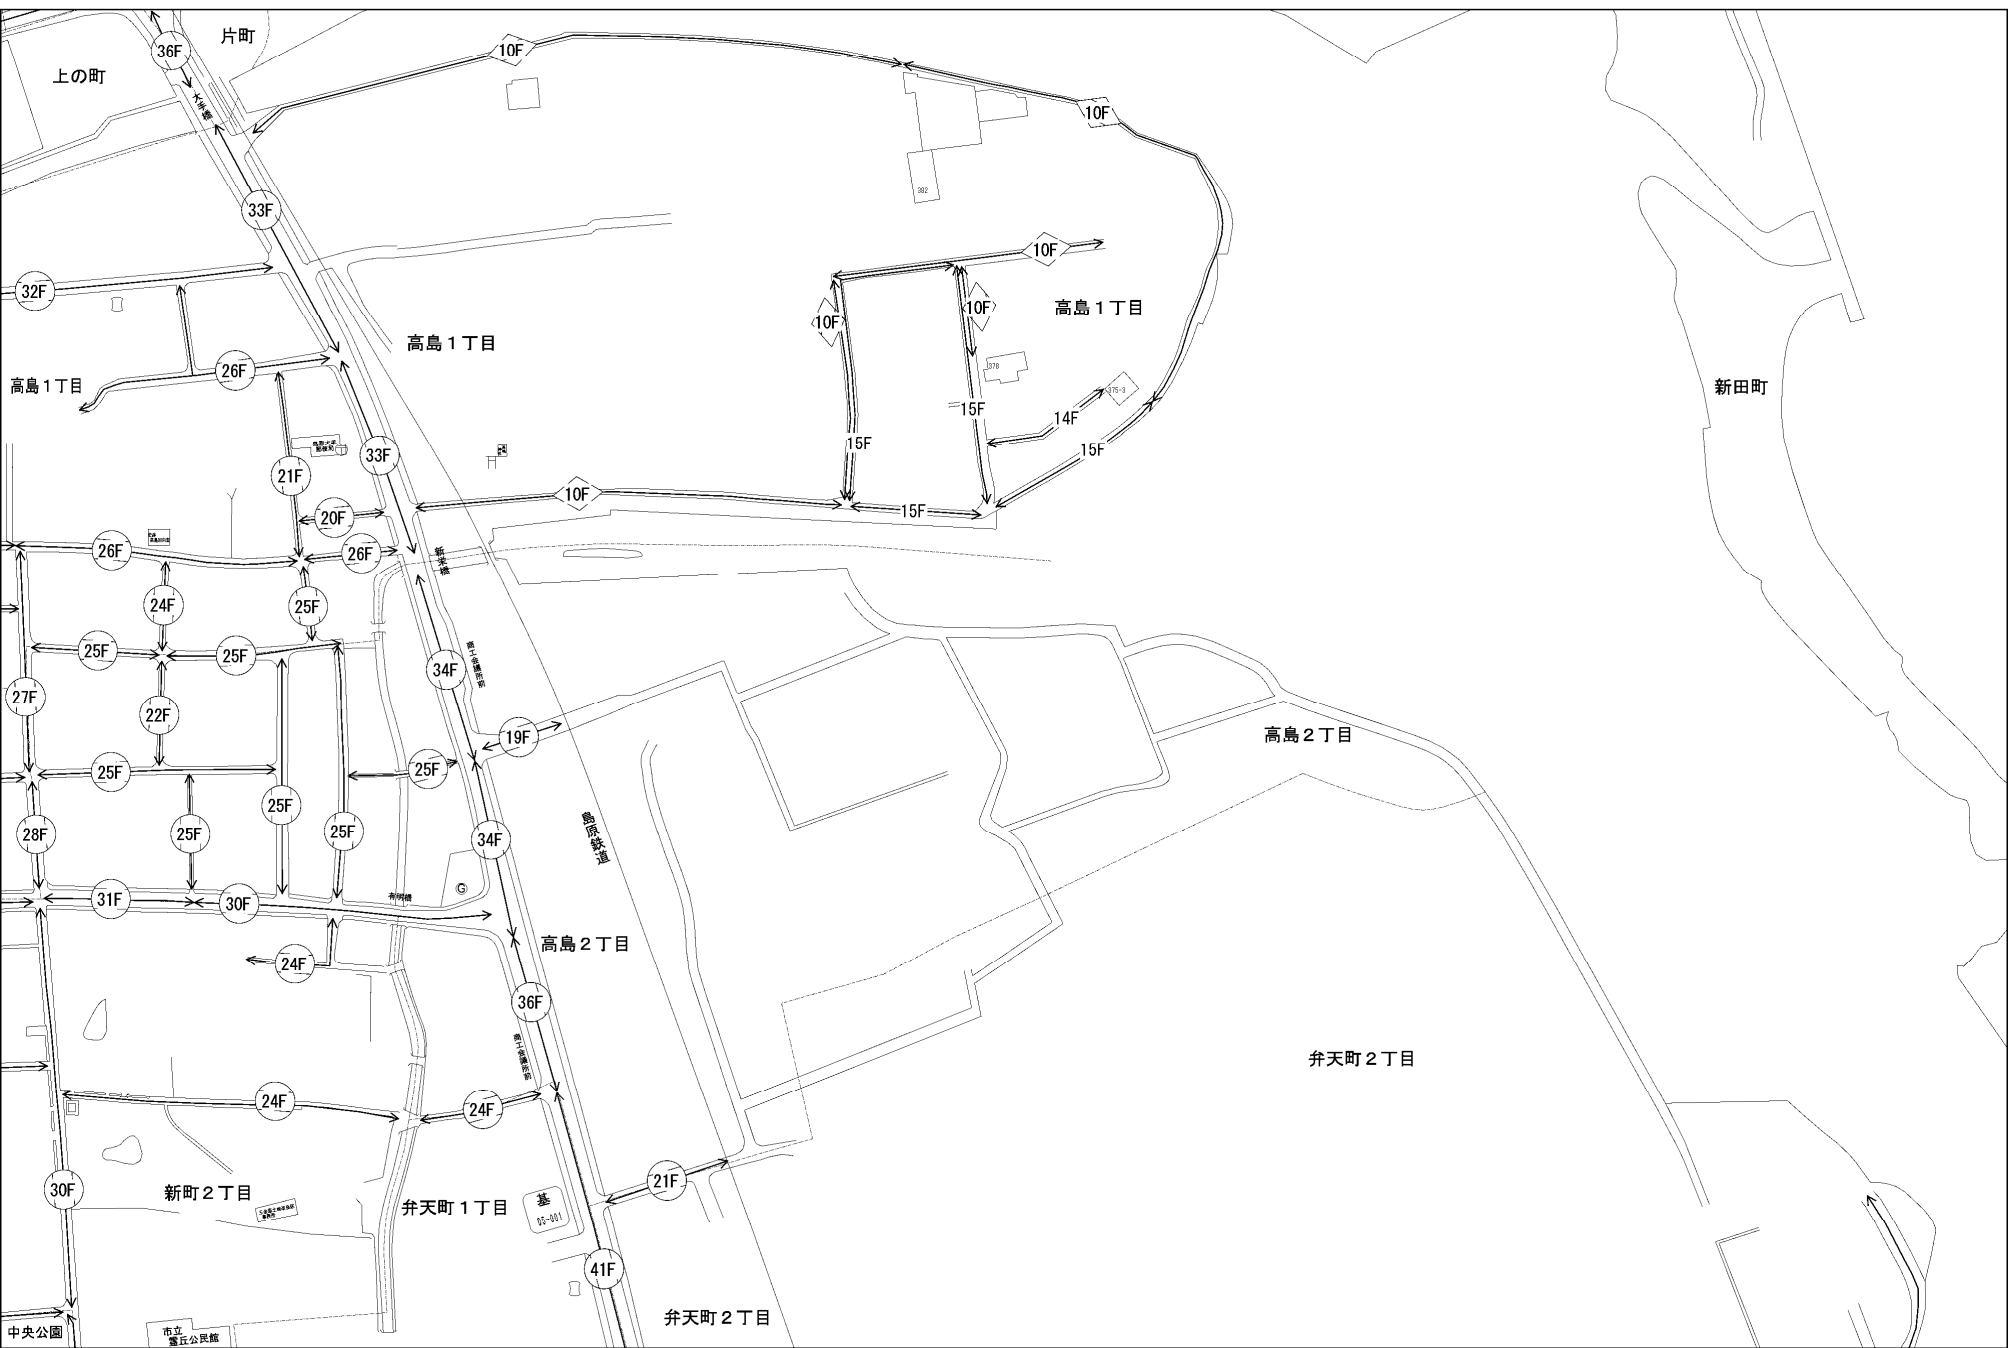 片町
36F
10F
上の町
大手橋
10F
382
33F
10F
32F
10F
10F
高島1丁目
高島1丁目
26F
高島1丁目
378
375-3
新田町
15F
14F
33F
15F
15F
21F
10F
15F
20F
26F
26F
新栄橋
24F
25F
25F
25F
商工会議所前
34F
27F
22F
19F
高島2丁目
25F
25F
25F
28F
25F
25F
34F
島原鉄道
G
31F
30F
有明橋
高島2丁目
24F
36F
商工会議所前
弁天町2丁目
24F
24F
30F
新町2丁目
弁天町1丁目
基
05-001
21F
41F
弁天町2丁目
中央公園
市立
霊丘公民館